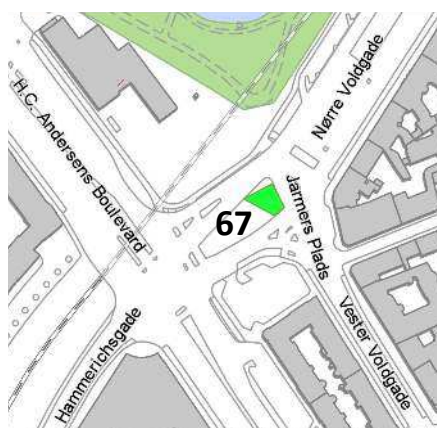 Nørre Voldgade
H.C. Andersens Boulevard
Jarmers Plads
67
Vester Voldgade
Hammerichsgade